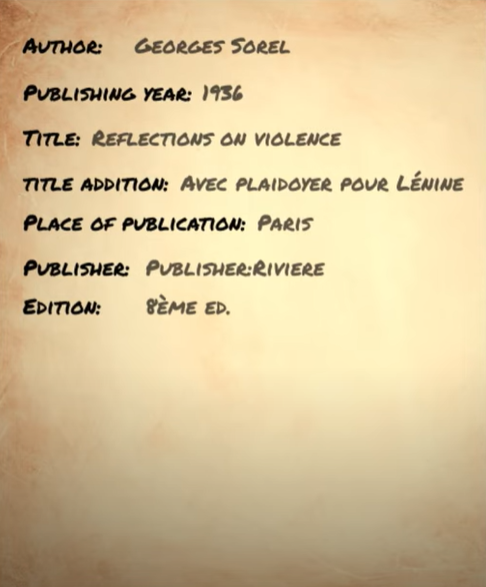 Author: Georges Sorel
Publishing year: 1936
Title: Reflections on violence
title addition: Avec plaidoyer pour Lénine
Place of publication: Paris
Publisher: Publisher:Riviere
Edition: 8ème ed.